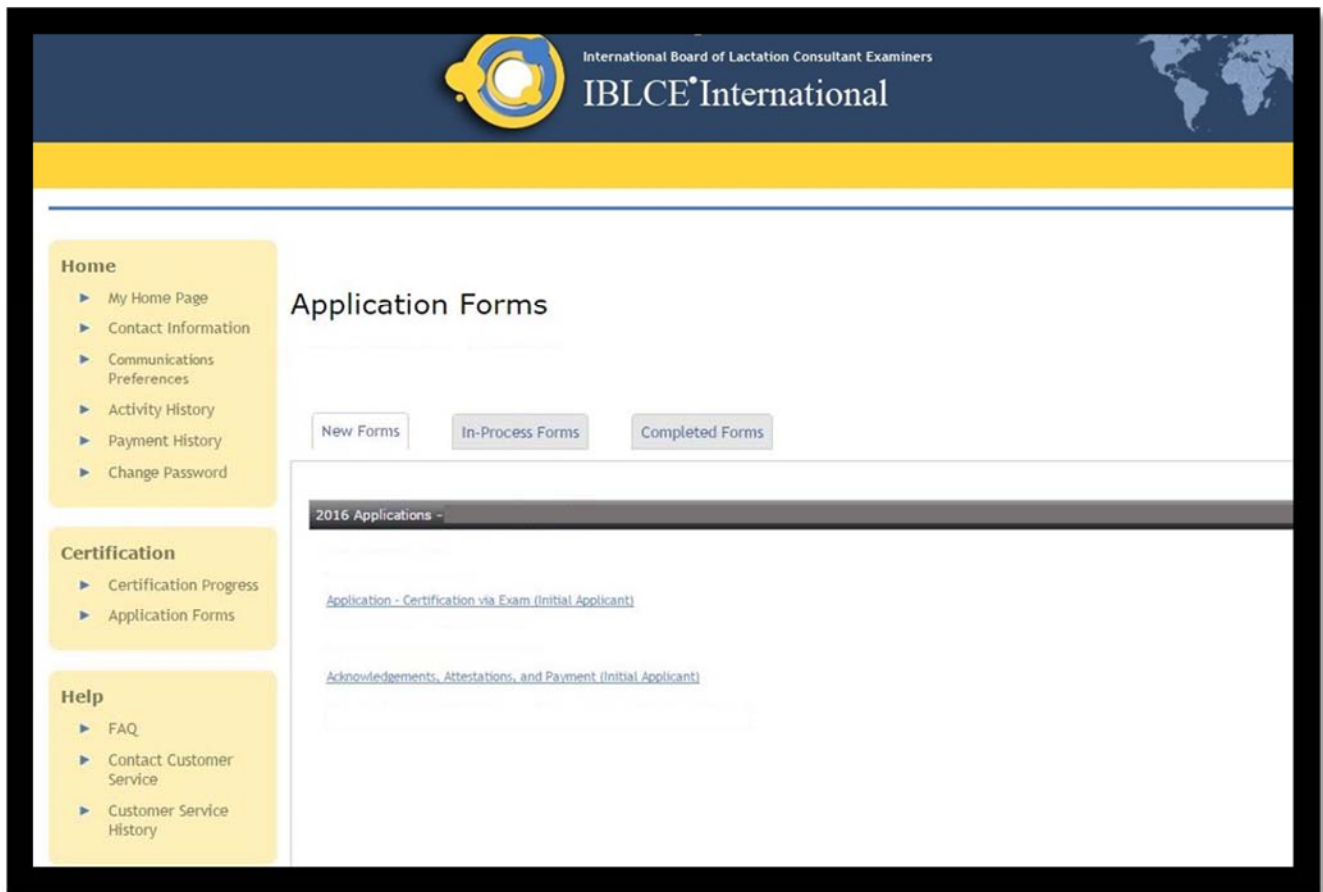 International Board of Lactation Consultant Examiners
IBLCE® International
Home
My Home Page
Contact Information
Communications
Preferences
Activity History
Payment History
Change Password
Certification
Certification Progress
Application Forms
Help
FAQ
Contact Customer
Service
Customer Service
History
Application Forms
New Forms In-Process Forms Completed Forms
2016 Applications -
Application - Certification via Exam (Initial Applicant)
Acknowledgements, Attestations, and Payment (Initial Applicant)